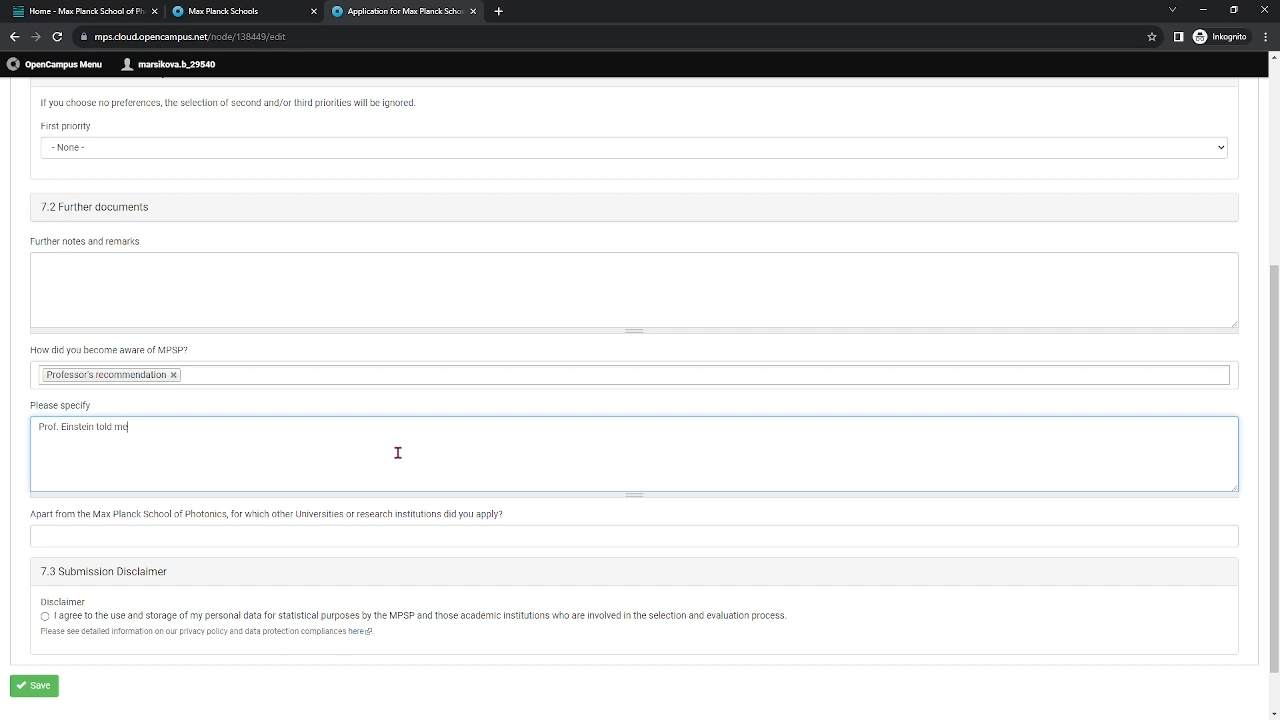 Home - Max Planck School of Ph
Max Planck Schools
Application for Max Planck Schoo
mps.cloud.opencampus.net/node/138449/edit
Inkognito
OpenCampus Menu
marsikova.b_29540
If you choose no preferences, the selection of second and/or third priorities will be ignored.
First priority
- None -
7.2 Further documents
Further notes and remarks
How did you become aware of MPSP?
Professor's recommendation ×
Please specify
Prof. Einstein told me
Apart from the Max Planck School of Photonics, for which other Universities or research institutions did you apply?
7.3 Submission Disclaimer
Disclaimer
I agree to the use and storage of my personal data for statistical purposes by the MPSP and those academic institutions who are involved in the selection and evaluation process.
Please see detailed information on our privacy policy and data protection compliances here.
Save